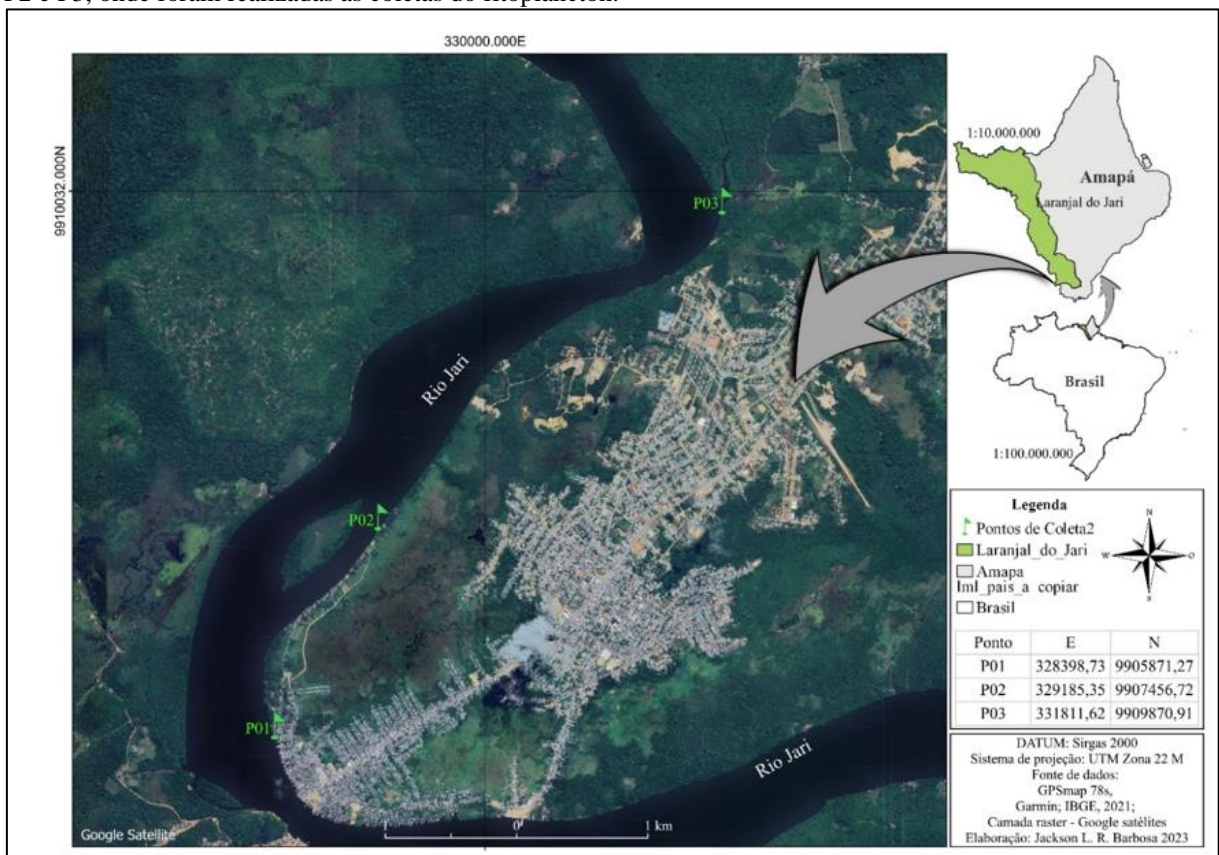 P2 e P3, onde foram realizadas as coletas do fitoplâncton.
330000.000E
9910032.000N
P03
Rio Jari
P02
P01
Rio Jari
Google Satellite
0
1 km
1:10.000.000
Amapá
Laranjal do Jari
Brasil
1:100.000.000
Legenda
Pontos de Coleta2
Laranjal_do_Jari
Amapa
lml_pais_a_copiar
Brasil
N
W
O
S
Ponto E N
P01 328398,73 9905871,27
P02 329185,35 9907456,72
P03 331811,62 9909870,91
DATUM: Sirgas 2000
Sistema de projeção: UTM Zona 22 M
Fonte de dados:
GPSmap 78s,
Garmin; IBGE, 2021;
Camada raster - Google satélites
Elaboração: Jackson L. R. Barbosa 2023